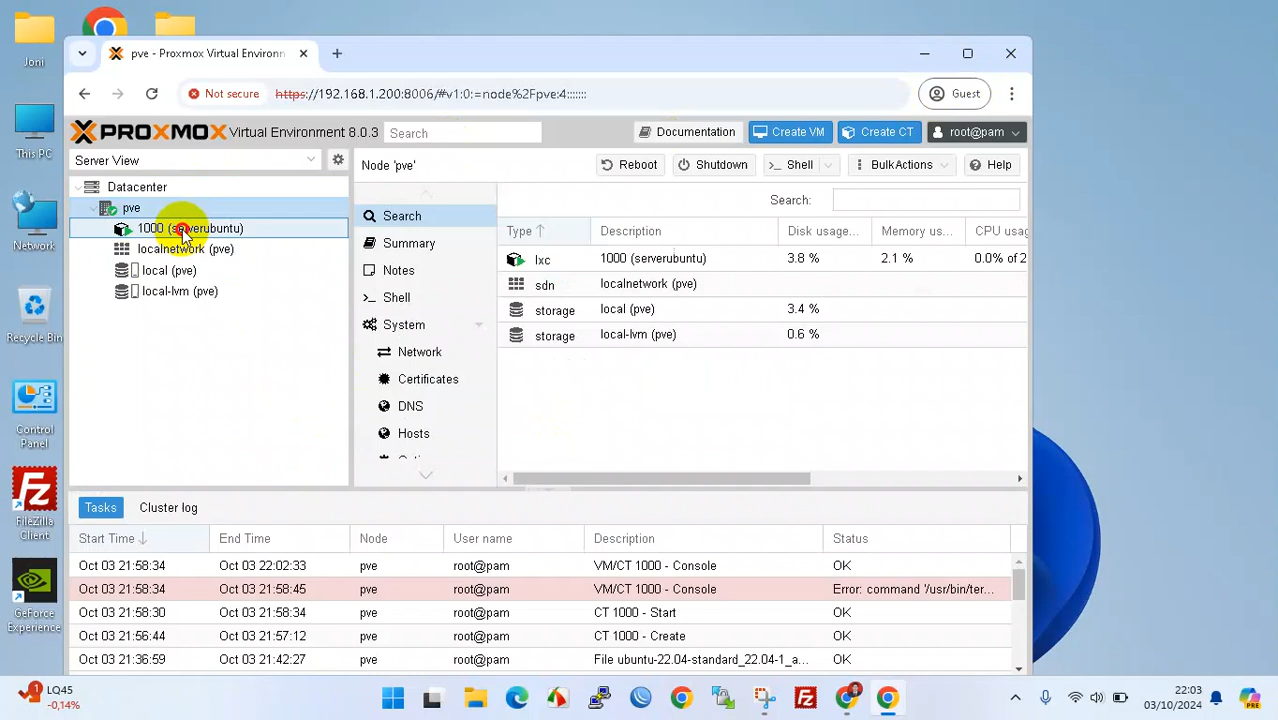 Joni
This PC
Network
Recycle Bin
Control
Panel
FileZilla
Client
GeForce
Experience
pve - Proxmox Virtual Environn
Not secure
https://192.168.1.200:8006/#v1:0:=node%2Fpve:4:::::::
Guest
PROXMOX Virtual Environment 8.0.3
Search
Documentation
Create VM
Create CT
root@pam
Server View
Node 'pve'
Reboot
Shutdown
Shell
BulkActions
Help
Datacenter
pve
1000 (serverubuntu)
localnetwork (pve)
local (pve)
local-lvm (pve)
Search
Summary
Notes
Shell
System
Network
Certificates
DNS
Hosts
Search:
Type Description Disk usage... Memory us... CPU usa
lxc 1000 (serverubuntu) 3.8 % 2.1 % 0.0% of 2
sdn localnetwork (pve)
storage local (pve) 3.4 %
storage local-lvm (pve) 0.6 %
Tasks Cluster log
Start Time End Time Node User name Description Status
Oct 03 21:58:34 Oct 03 22:02:33 pve root@pam VM/CT 1000 - Console OK
Oct 03 21:58:34 Oct 03 21:58:45 pve root@pam VM/CT 1000 - Console Error: command '/usr/bin/ter...
Oct 03 21:58:30 Oct 03 21:58:34 pve root@pam CT 1000 - Start OK
Oct 03 21:56:44 Oct 03 21:57:12 pve root@pam CT 1000 - Create OK
Oct 03 21:36:59 Oct 03 21:42:27 pve root@pam File ubuntu-22.04-standard_22.04-1_a... OK
1
LQ45
-0,14%
22:03
03/10/2024
PRE